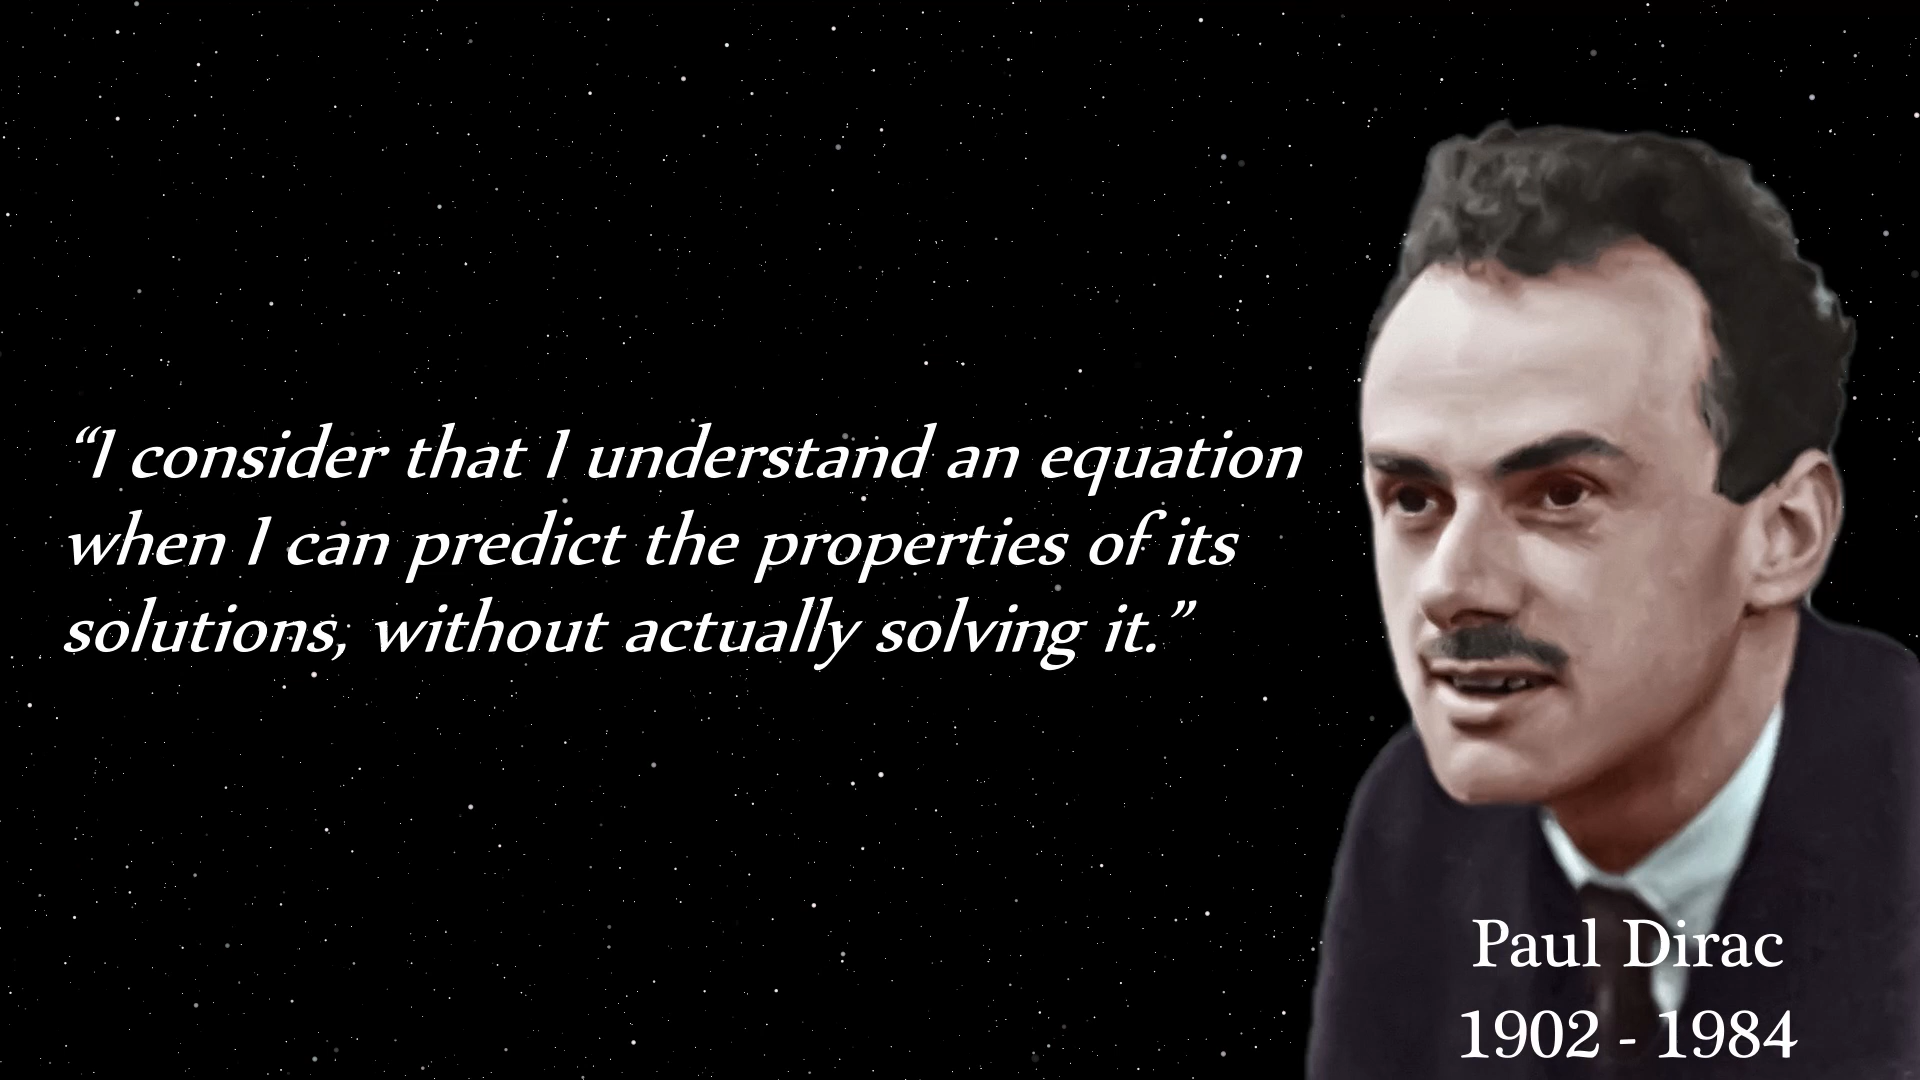 “I consider that I understand an equation
when I can predict the properties of its
solutions, without actually solving it.”
Paul Dirac
1902 - 1984